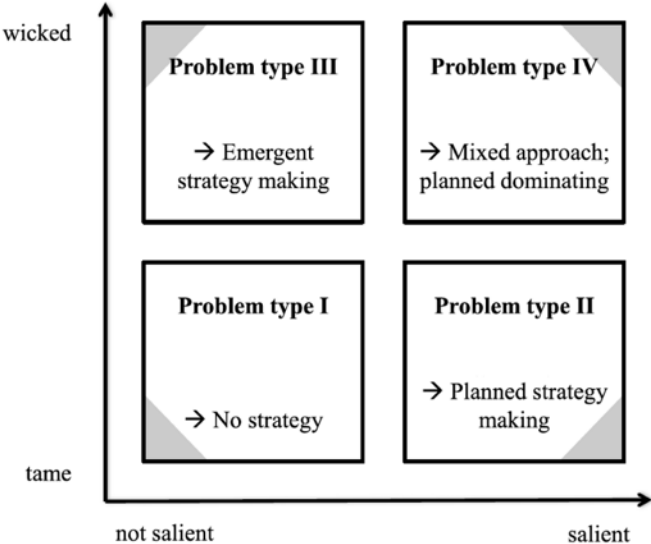 wicked
Problem type III
→ Emergent
strategy making
Problem type IV
→ Mixed approach;
planned dominating
Problem type I
→ No strategy
Problem type II
→ Planned strategy
making
tame
not salient
salient